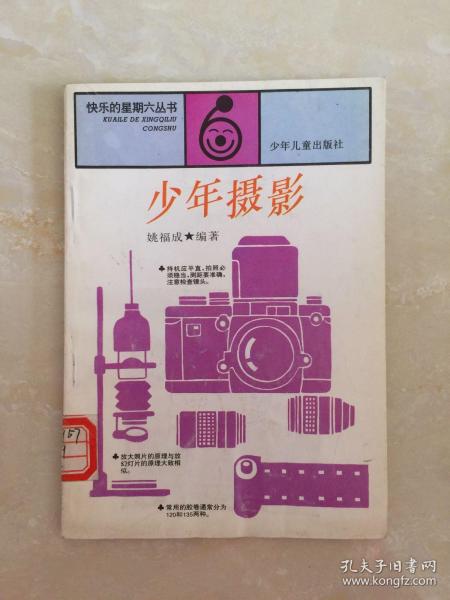 快乐的星期六丛书
KUAILE DE XINGQILIU
CONGSHU
少年儿童出版社
少年摄影
姚福成★编著
♣持机应平直，拍照必
须稳当，测距要准确，
注意检查镜头。
♣放大照片的原理与放
幻灯片的原理大致相
似。
♣常用的胶卷通常分为
120和135两种。
157
孔夫子旧书网
www.kongfz.com